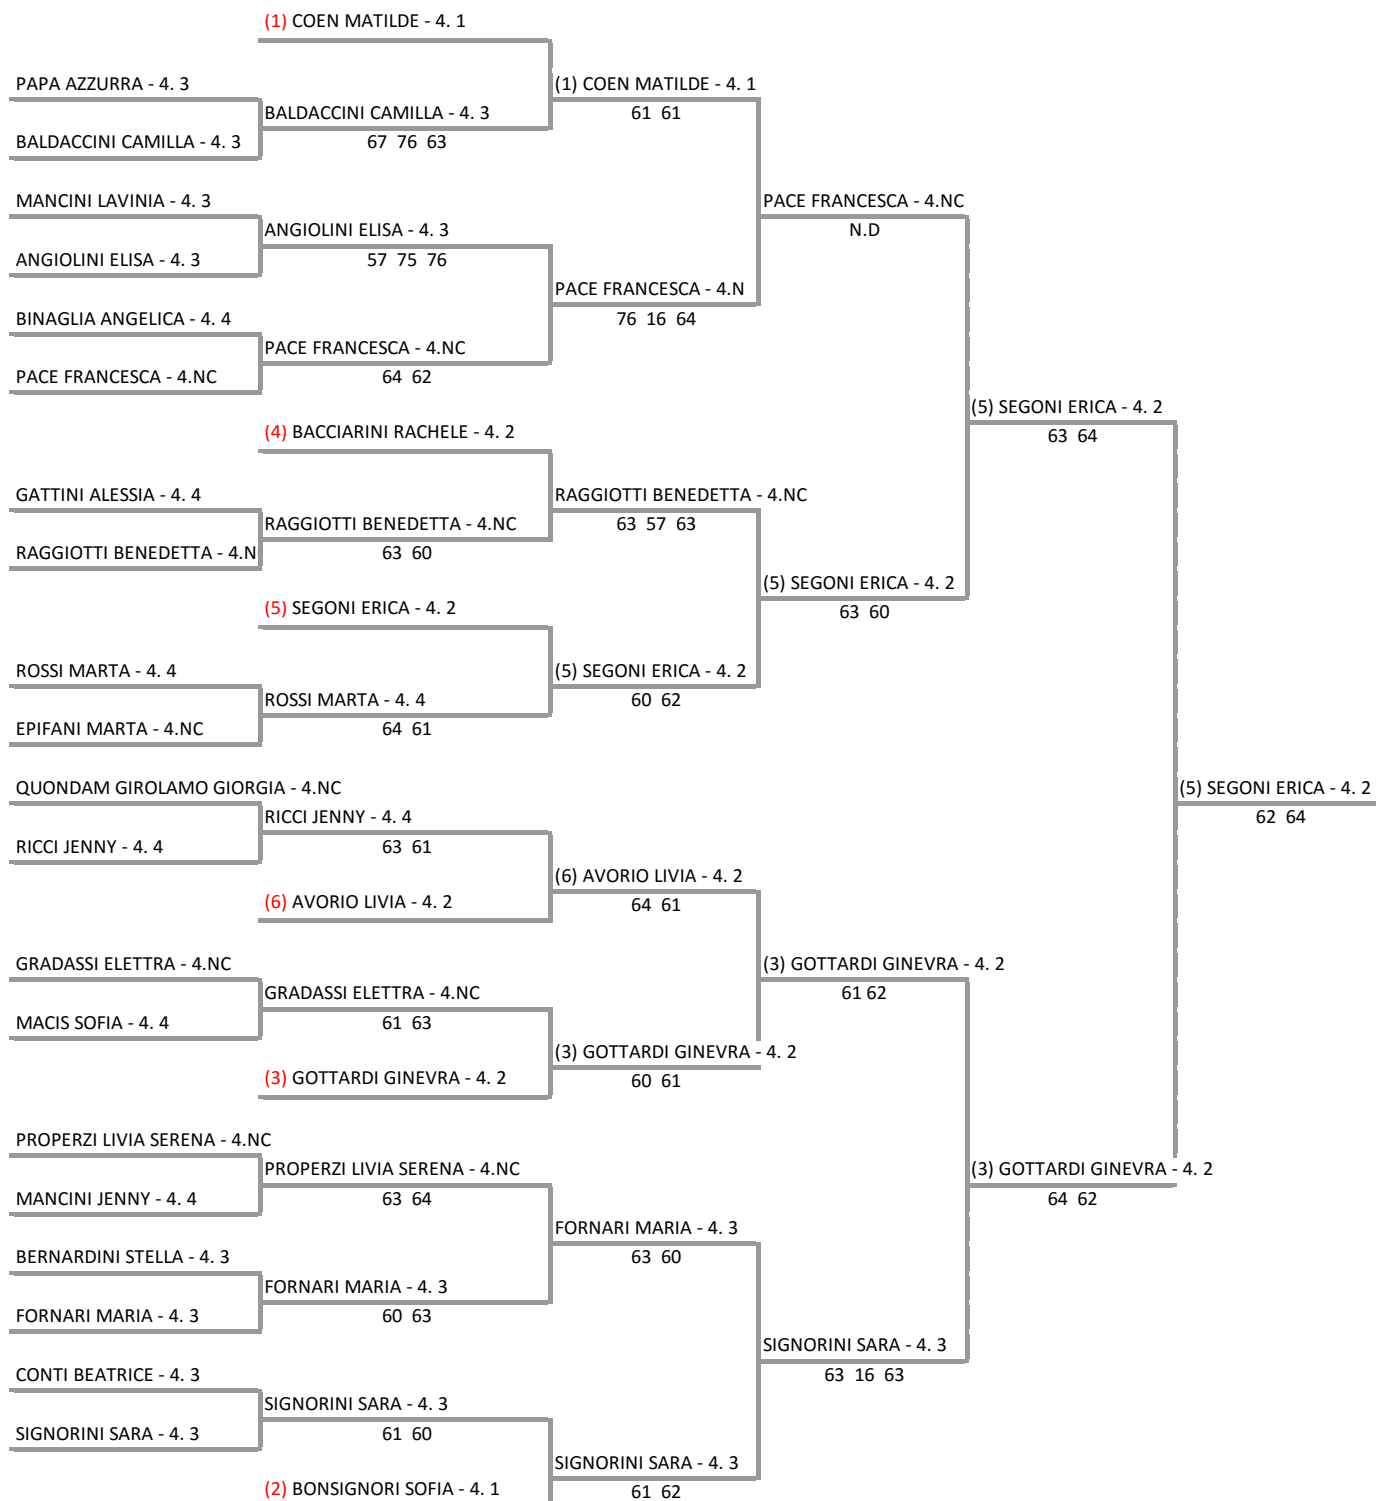 (1) COEN MATILDE - 4. 1
PAPA AZZURRA - 4. 3
(1) COEN MATILDE - 4. 1
BALDACCINI CAMILLA - 4. 3
61 61
BALDACCINI CAMILLA - 4. 3
67 76 63
MANCINI LAVINIA - 4. 3
PACE FRANCESCA - 4.NC
ANGIOLINI ELISA - 4. 3
N.D
ANGIOLINI ELISA - 4. 3
57 75 76
PACE FRANCESCA - 4.N
BINAGLIA ANGELICA - 4. 4
76 16 64
PACE FRANCESCA - 4.NC
PACE FRANCESCA - 4.NC
64 62
(5) SEGONI ERICA - 4. 2
(4) BACCIARINI RACHELE - 4. 2
63 64
GATTINI ALESSIA - 4. 4
RAGGIOTTI BENEDETTA - 4.NC
RAGGIOTTI BENEDETTA - 4.NC
63 57 63
RAGGIOTTI BENEDETTA - 4.N
63 60
(5) SEGONI ERICA - 4. 2
(5) SEGONI ERICA - 4. 2
63 60
ROSSI MARTA - 4. 4
(5) SEGONI ERICA - 4. 2
ROSSI MARTA - 4. 4
60 62
EPIFANI MARTA - 4.NC
64 61
QUONDAM GIROLAMO GIORGIA - 4.NC
(5) SEGONI ERICA - 4. 2
RICCI JENNY - 4. 4
62 64
RICCI JENNY - 4. 4
63 61
(6) AVORIO LIVIA - 4. 2
(6) AVORIO LIVIA - 4. 2
64 61
GRADASSI ELETTRA - 4.NC
(3) GOTTARDI GINEVRA - 4. 2
GRADASSI ELETTRA - 4.NC
61 62
MACIS SOFIA - 4. 4
61 63
(3) GOTTARDI GINEVRA - 4. 2
(3) GOTTARDI GINEVRA - 4. 2
60 61
PROPERZI LIVIA SERENA - 4.NC
PROPERZI LIVIA SERENA - 4.NC
(3) GOTTARDI GINEVRA - 4. 2
MANCINI JENNY - 4. 4
63 64
64 62
FORNARI MARIA - 4. 3
BERNARDINI STELLA - 4. 3
63 60
FORNARI MARIA - 4. 3
FORNARI MARIA - 4. 3
60 63
SIGNORINI SARA - 4. 3
CONTI BEATRICE - 4. 3
63 16 63
SIGNORINI SARA - 4. 3
SIGNORINI SARA - 4. 3
61 60
SIGNORINI SARA - 4. 3
(2) BONSIGNORI SOFIA - 4. 1
61 62